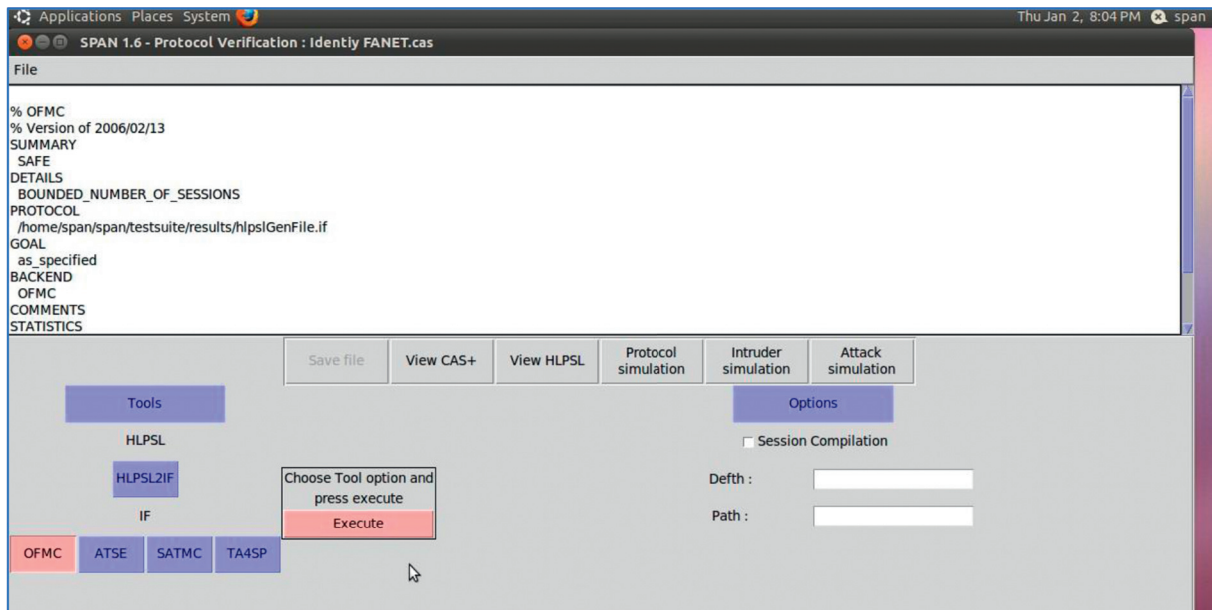 Applications Places System Thu Jan 2, 8:04 PM span
SPAN 1.6 - Protocol Verification : Identiy FANET.cas
File
% OFMC
% Version of 2006/02/13
SUMMARY
SAFE
DETAILS
BOUNDED_NUMBER_OF_SESSIONS
PROTOCOL
/home/span/span/testsuite/results/hlpslGenFile.if
GOAL
as_specified
BACKEND
OFMC
COMMENTS
STATISTICS
Save file View CAS+ View HLPSL Protocol simulation Intruder simulation Attack simulation
Tools
Options
HLPSL
Session Compilation
HLPSL2IF
Choose Tool option and
press execute
Execute
Defth :
IF
Path :
OFMC ATSE SATMC TA4SP